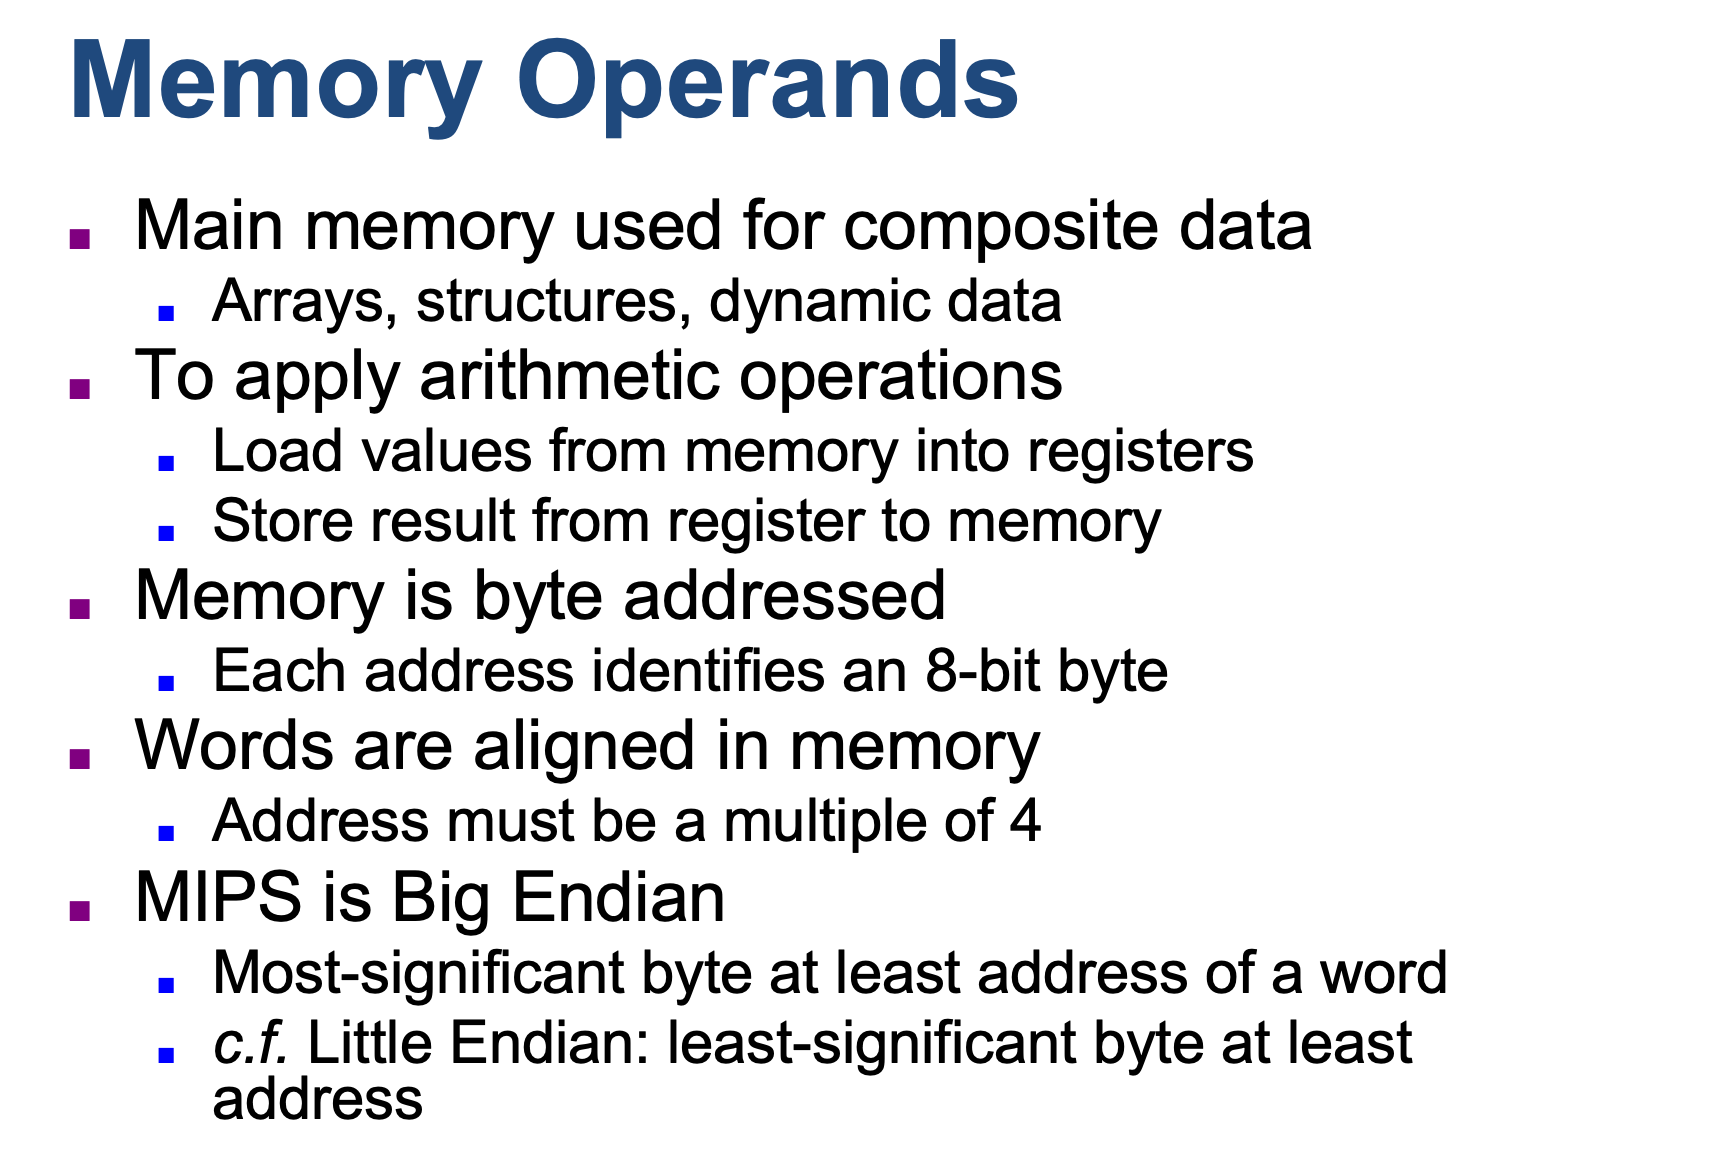 Memory Operands
Main memory used for composite data
Arrays, structures, dynamic data
To apply arithmetic operations
Load values from memory into registers
Store result from register to memory
Memory is byte addressed
Each address identifies an 8-bit byte
Words are aligned in memory
Address must be a multiple of 4
MIPS is Big Endian
Most-significant byte at least address of a word
c.f. Little Endian: least-significant byte at least
address